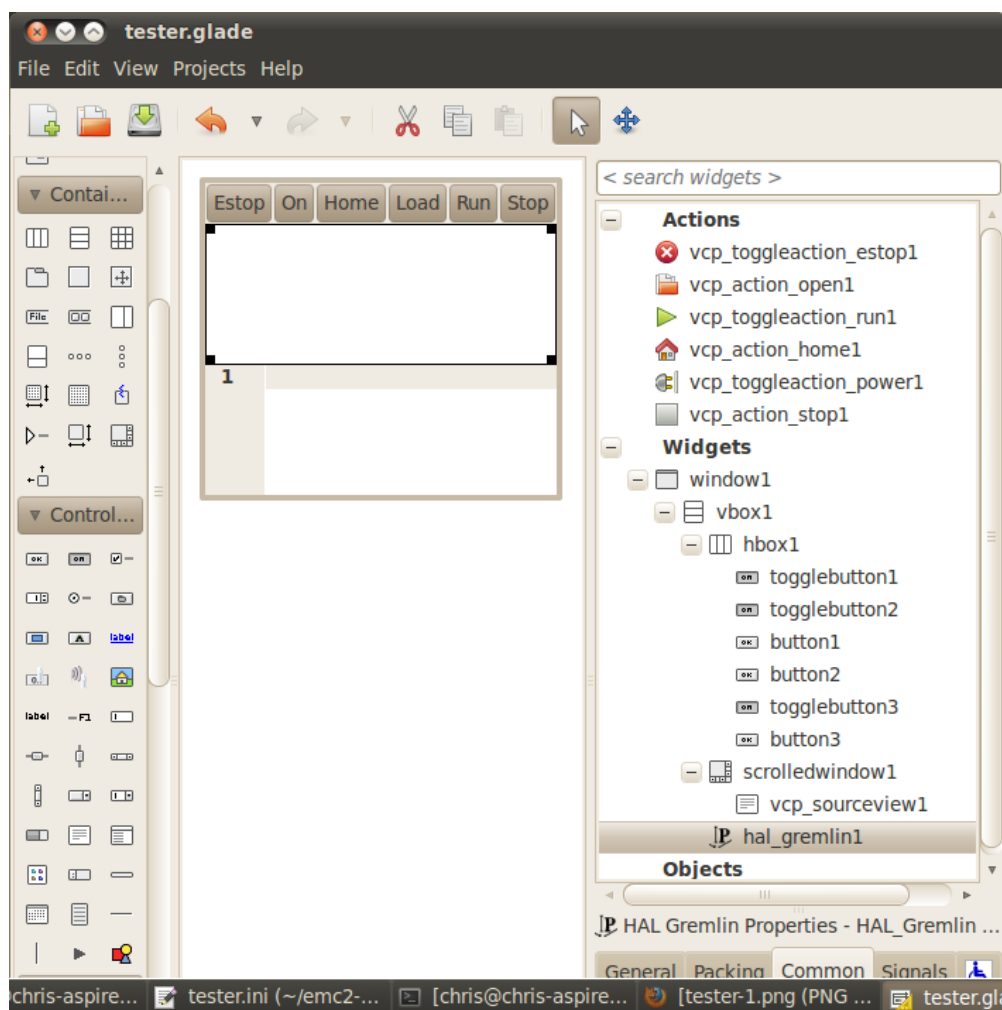 tester.glade
File Edit View Projects Help
Contai...
File
OK
on
label
label
F1
Control...
Estop On Home Load Run Stop
1
< search widgets >
Actions
vcp_toggleaction_estop1
vcp_action_open1
vcp_toggleaction_run1
vcp_action_home1
vcp_toggleaction_power1
vcp_action_stop1
Widgets
window1
vbox1
hbox1
togglebutton1
togglebutton2
button1
button2
togglebutton3
button3
scrolledwindow1
vcp_sourceview1
hal_gremlin1
Objects
HAL Gremlin Properties - HAL_Gremlin ...
General Packing Common Signals
chris-aspire... tester.ini (~/emc2-... [chris@chris-aspire... [tester-1.png (PNG ... tester.gla